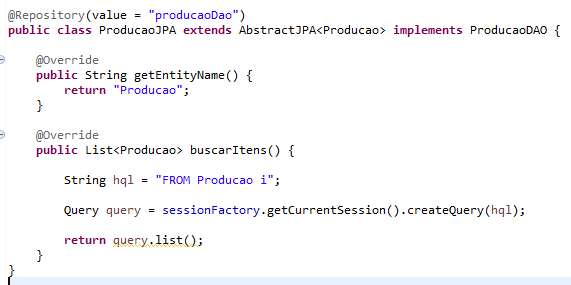 @Repository(value = "producaoDao")
public class ProducaoJPA extends AbstractJPA<Producao> implements ProducaoDAO {
@Override
public String getEntityName() {
return "Producao";
}
@Override
public List<Producao> buscarItens() {
String hql = "FROM Producao i";
Query query = sessionFactory.getCurrentSession().createQuery(hql);
return query.list();
}
}